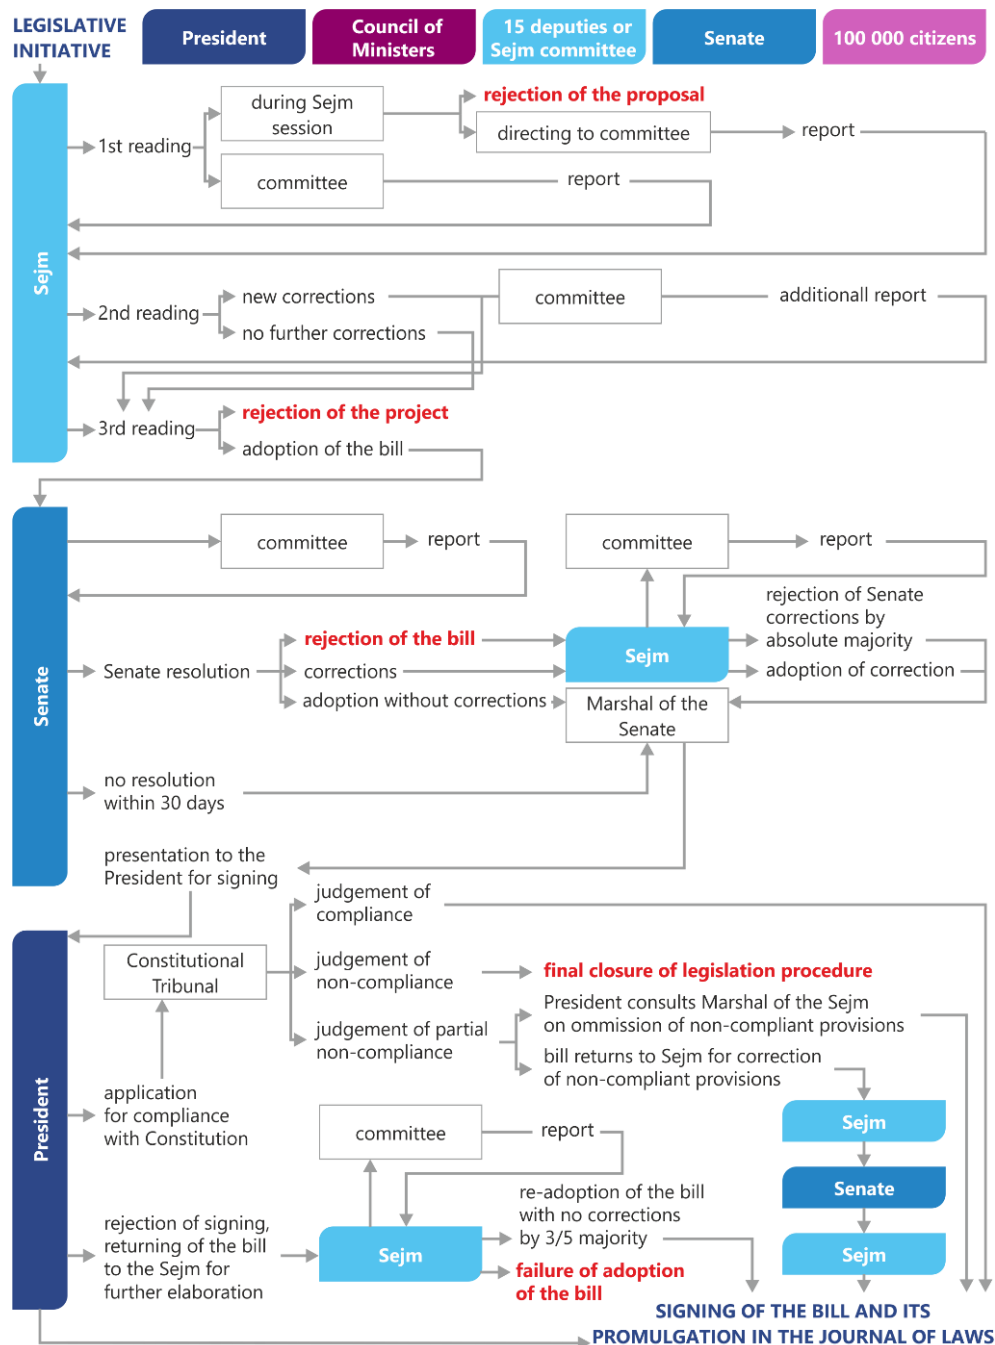 LEGISLATIVE
INITIATIVE
President
Council of
Ministers
15 deputies or
Sejm committee
Senate
100 000 citizens
Sejm
1st reading
during Sejm
session
rejection of the proposal
directing to committee
report
committee
report
2nd reading
new corrections
committee
additionall report
no further corrections
3rd reading
rejection of the project
adoption of the bill
Senate
committee
report
committee
report
Senate resolution
rejection of the bill
corrections
adoption without corrections
Sejm
rejection of Senate
corrections by
absolute majority
adoption of correction
Marshal of the
Senate
no resolution
within 30 days
presentation to the
President for signing
President
Constitutional
Tribunal
judgement of
compliance
judgement of
non-compliance
final closure of legislation procedure
judgement of partial
non-compliance
President consults Marshal of the Sejm
on ommission of non-compliant provisions
bill returns to Sejm for correction
of non-compliant provisions
application
for compliance
with Constitution
Sejm
Senate
Sejm
committee
report
rejection of signing,
returning of the bill
to the Sejm for
further elaboration
Sejm
re-adoption of the bill
with no corrections
by 3/5 majority
failure of adoption
of the bill
SIGNING OF THE BILL AND ITS
PROMULGATION IN THE JOURNAL OF LAWS